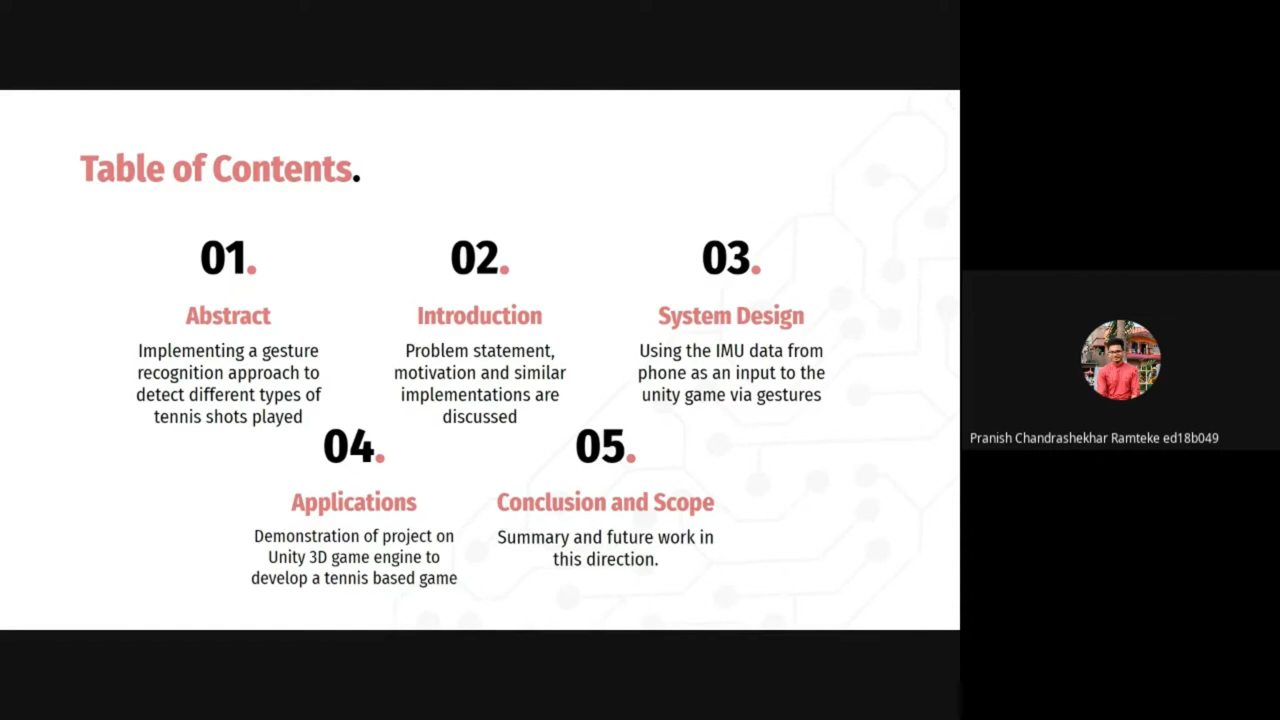 Table of Contents.
01.
02.
03.
Abstract
Introduction
System Design
Implementing a gesture
recognition approach to
detect different types of
tennis shots played
Problem statement,
motivation and similar
implementations are
discussed
Using the IMU data from
phone as an input to the
unity game via gestures
04.
05.
Applications
Conclusion and Scope
Demonstration of project on
Unity 3D game engine to
develop a tennis based game
Summary and future work in
this direction.
Pranish Chandrashekhar Ramteke ed18b049